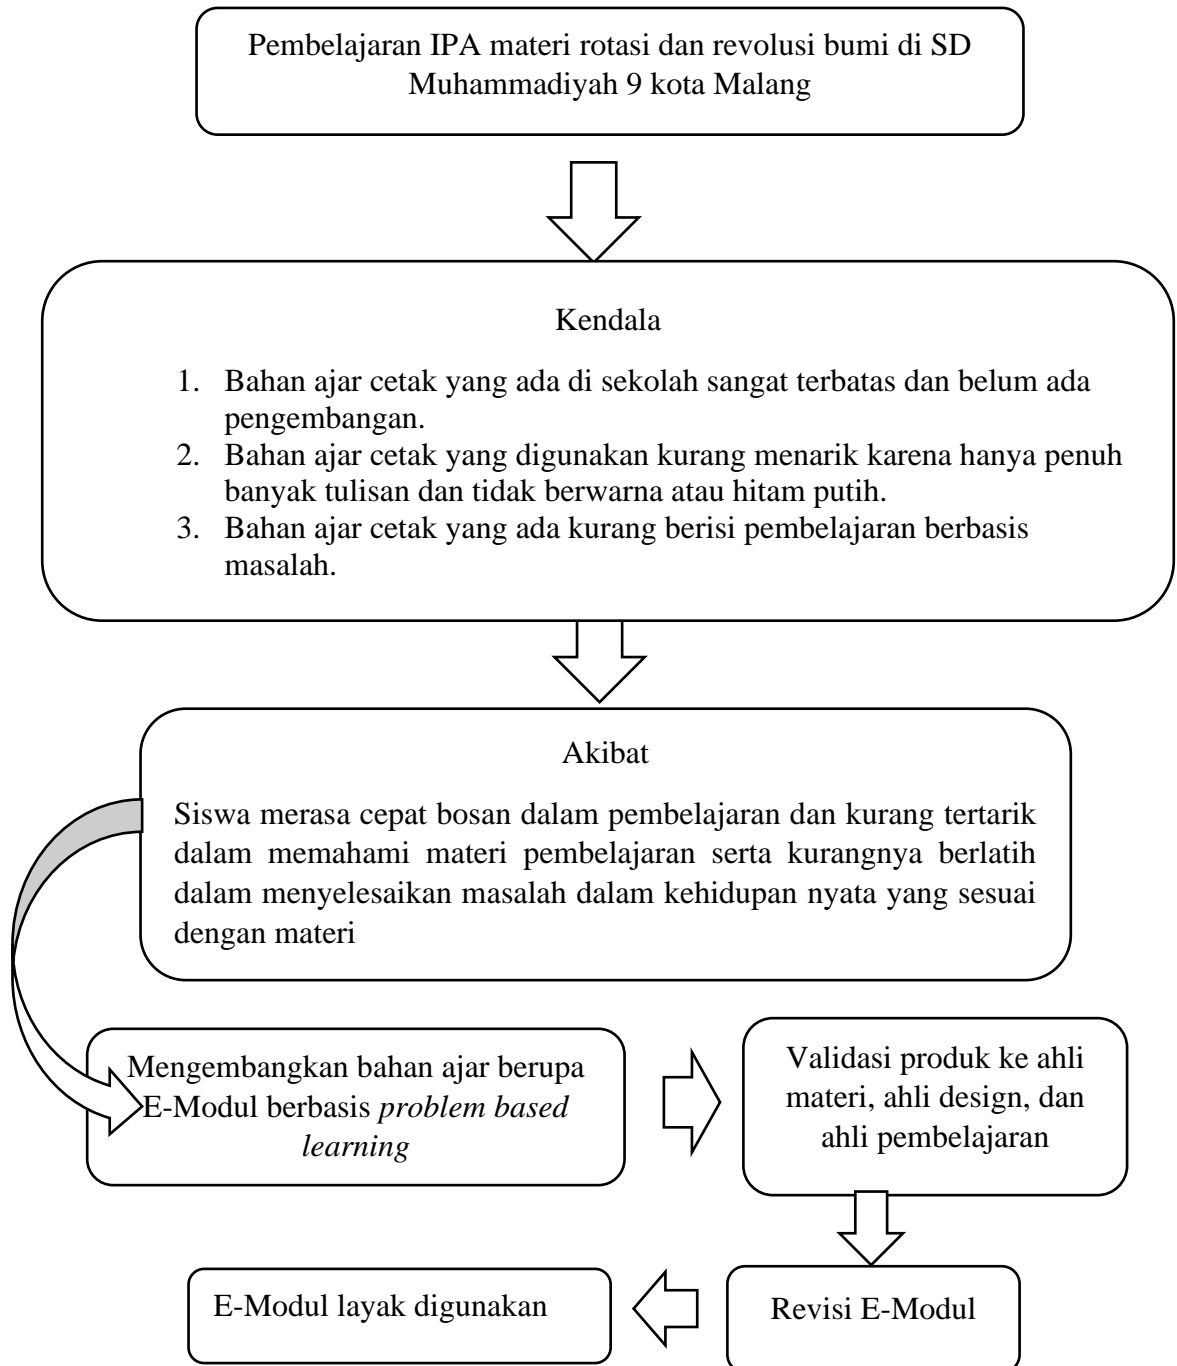 Pembelajaran IPA materi rotasi dan revolusi bumi di SD
Muhammadiyah 9 kota Malang
Kendala
1. Bahan ajar cetak yang ada di sekolah sangat terbatas dan belum ada
pengembangan.
2. Bahan ajar cetak yang digunakan kurang menarik karena hanya penuh
banyak tulisan dan tidak berwarna atau hitam putih.
3. Bahan ajar cetak yang ada kurang berisi pembelajaran berbasis
masalah.
Akibat
Siswa merasa cepat bosan dalam pembelajaran dan kurang tertarik
dalam memahami materi pembelajaran serta kurangnya berlatih
dalam menyelesaikan masalah dalam kehidupan nyata yang sesuai
dengan materi
Mengembangkan bahan ajar berupa
E-Modul berbasis problem based
learning
Validasi produk ke ahli
materi, ahli design, dan
ahli pembelajaran
Revisi E-Modul
E-Modul layak digunakan